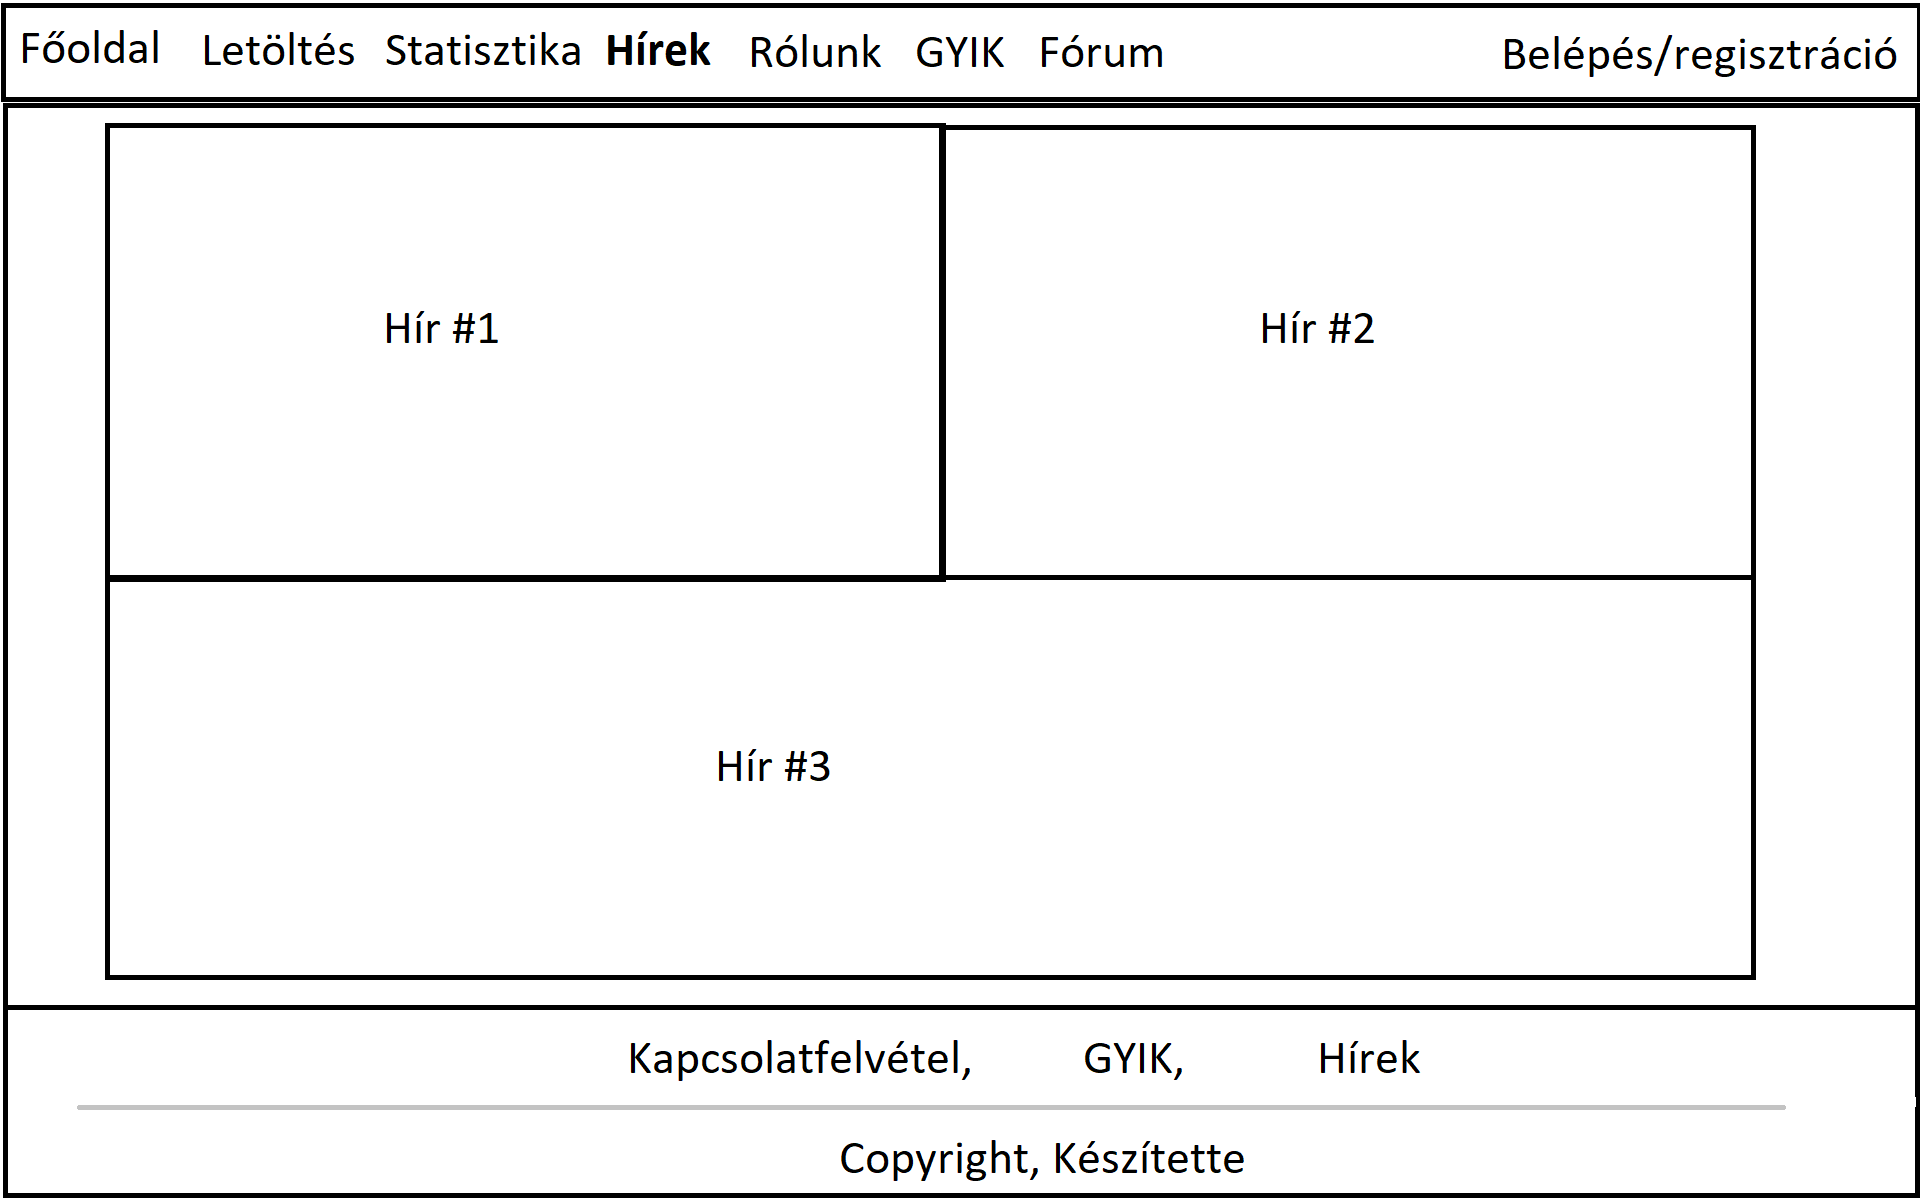 Főoldal Letöltés Statisztika Hírek Rólunk GYIK Fórum Belépés/regisztráció
Hír #1 Hír #2
Hír #3
Kapcsolatfelvétel, GYIK, Hírek
Copyright, Készítette